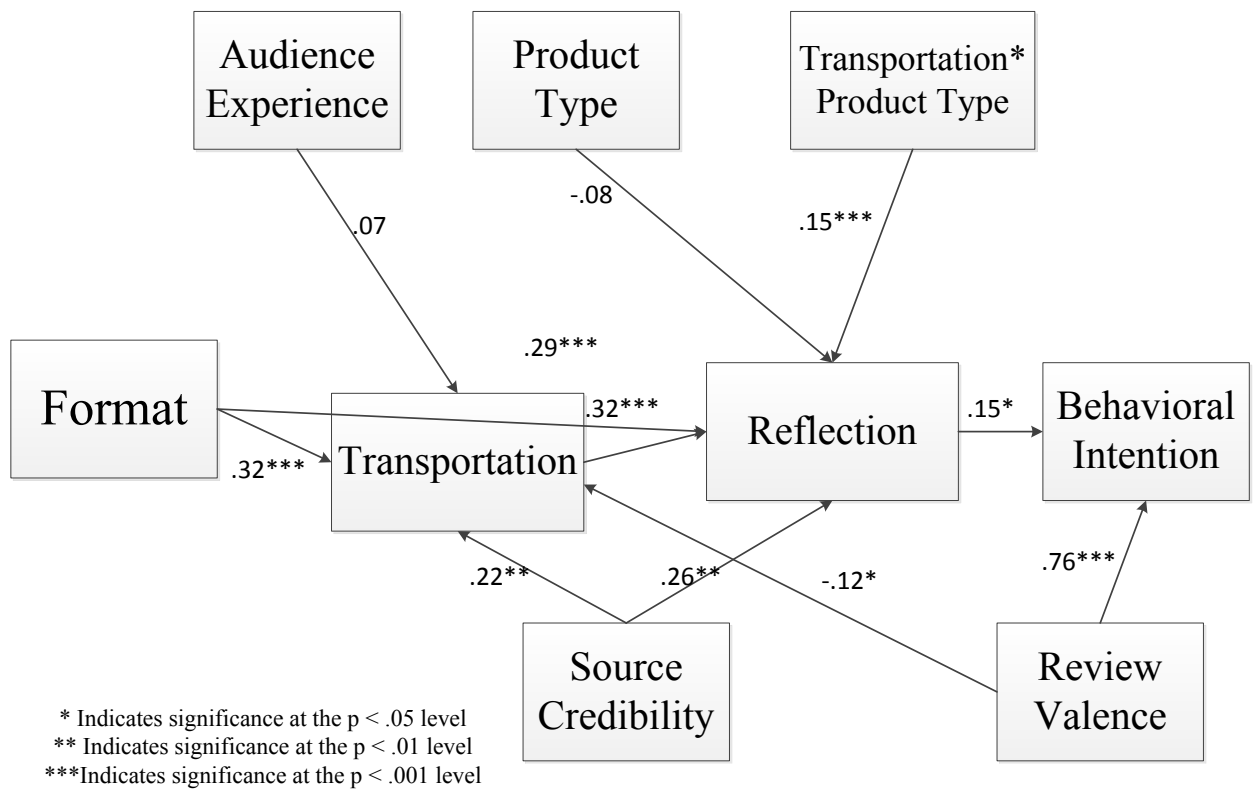 Audience
Experience
Product
Type
Transportation*
Product Type
.07
-.08
.15***
.29***
Format
.32***
.32***
Transportation
Reflection
.15*
Behavioral
Intention
.22**
.26**
-.12*
.76***
Source
Credibility
Review
Valence
* Indicates significance at the p < .05 level
** Indicates significance at the p < .01 level
***Indicates significance at the p < .001 level